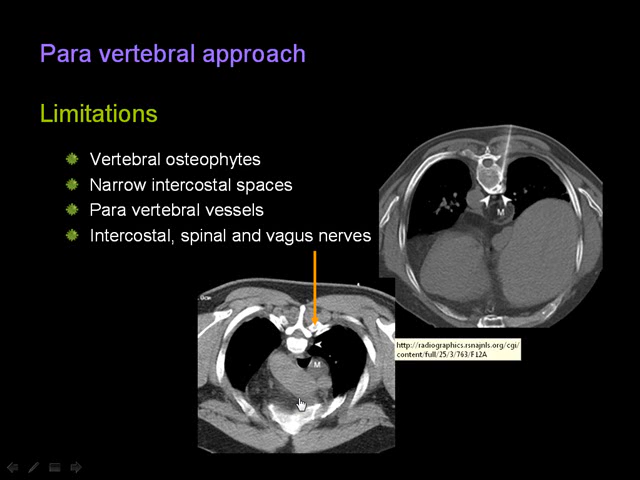 Para vertebral approach
Limitations
Vertebral osteophytes
Narrow intercostal spaces
Para vertebral vessels
Intercostal, spinal and vagus nerves
M
http://radiographics.rsnajnls.org/cgi/
content/full/25/3/763/F12A
M